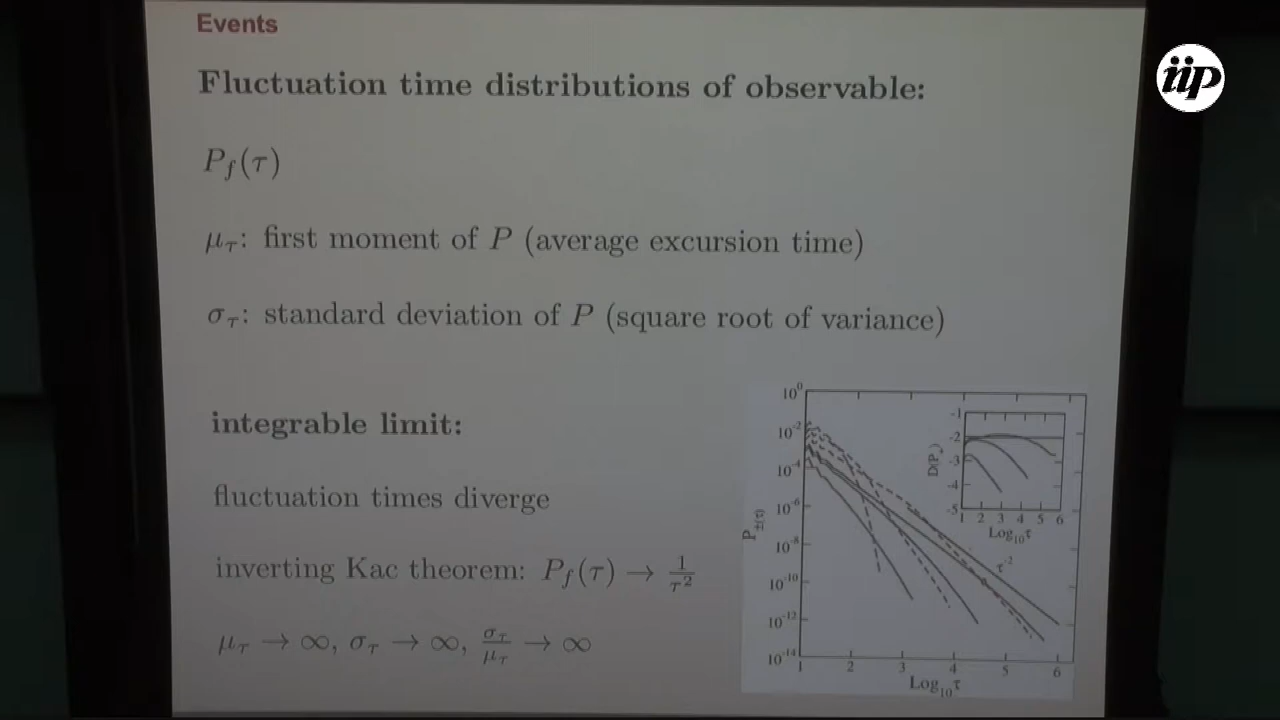 Events
iip
Fluctuation time distributions of observable:
P_f(τ)
μ_τ: first moment of P (average excursion time)
σ_τ: standard deviation of P (square root of variance)
integrable limit:
fluctuation times diverge
inverting Kac theorem: P_f(τ) → 1/τ²
μ_τ → ∞, σ_τ → ∞, σ_τ/μ_τ → ∞
10⁰
10⁻²
10⁻⁴
10⁻⁶
10⁻⁸
10⁻¹⁰
10⁻¹²
10⁻¹⁴
P±(τ)
1 2 3 4 5 6
Log₁₀τ
τ⁻²
-1
-2
-3
-4
-5
1 2 3 4 5 6
Log₁₀τ